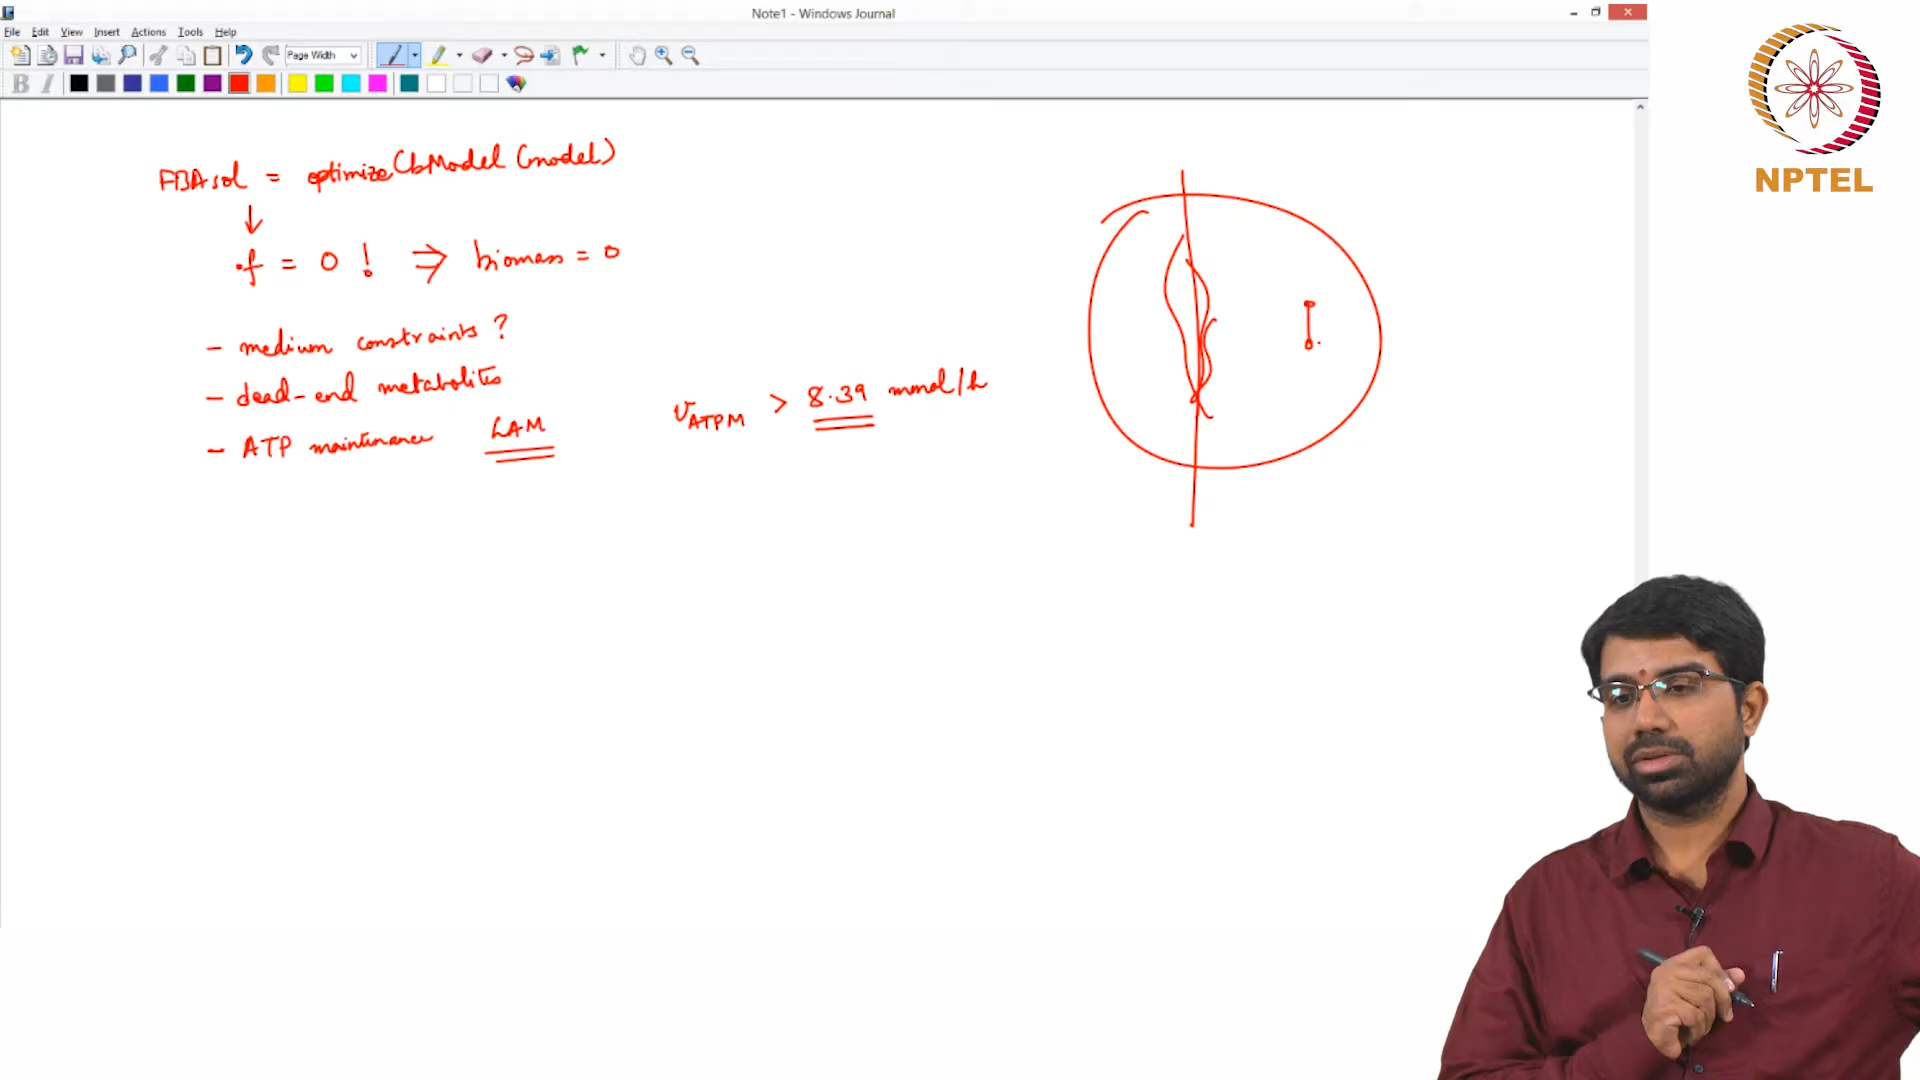 Note1 - Windows Journal
File Edit View Insert Actions Tools Help
Page Width
B I
FBAsol = optimizeCbModel (model)
↓
.f = 0 ! ⇒ biomass = 0
- medium constraints ?
- dead-end metabolites
- ATP maintenance LAM
vATPM > 8.39 mmol/h
NPTEL